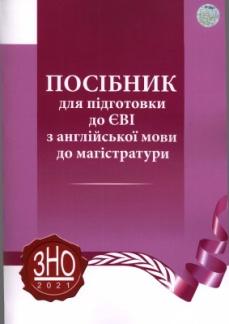 ПОСІБНИК
для підготовки
до ЄВІ
з англійської мови
до магістратури
ЗНО
2021